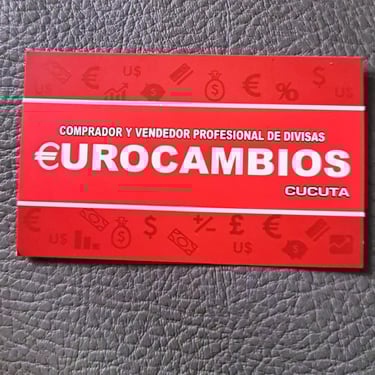 COMPRADOR Y VENDEDOR PROFESIONAL DE DIVISAS
€UROCAMBIOS
CUCUTA